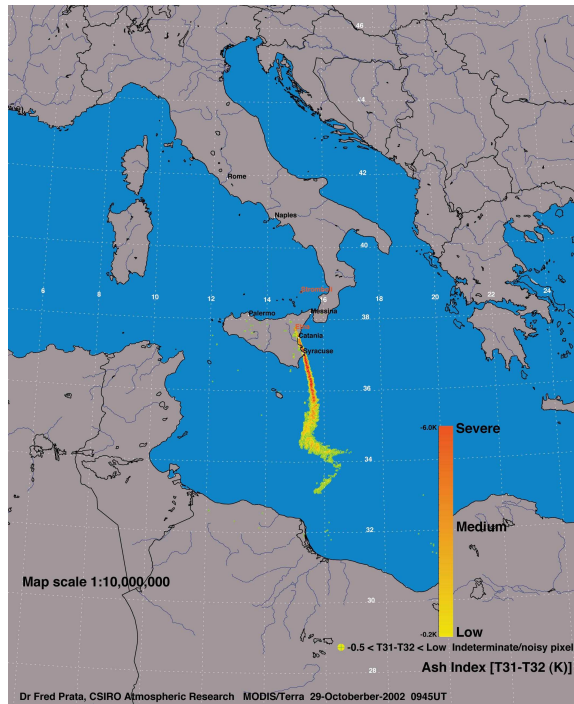 46
44
Rome
42
Naples
40
Stromboli
6
8
10
12
14
16
20
22
24
Palermo
Messina
38
Etna
Catania
Syracuse
36
-6.0K
Severe
34
Medium
32
Map scale 1:10,000,000
30
-0.2K
Low
-0.5 < T31-T32 < Low Indeterminate/noisy pixel
28
Ash Index [T31-T32 (K)]
Dr Fred Prata, CSIRO Atmospheric Research MODIS/Terra 29-Octoberber-2002 0945UT